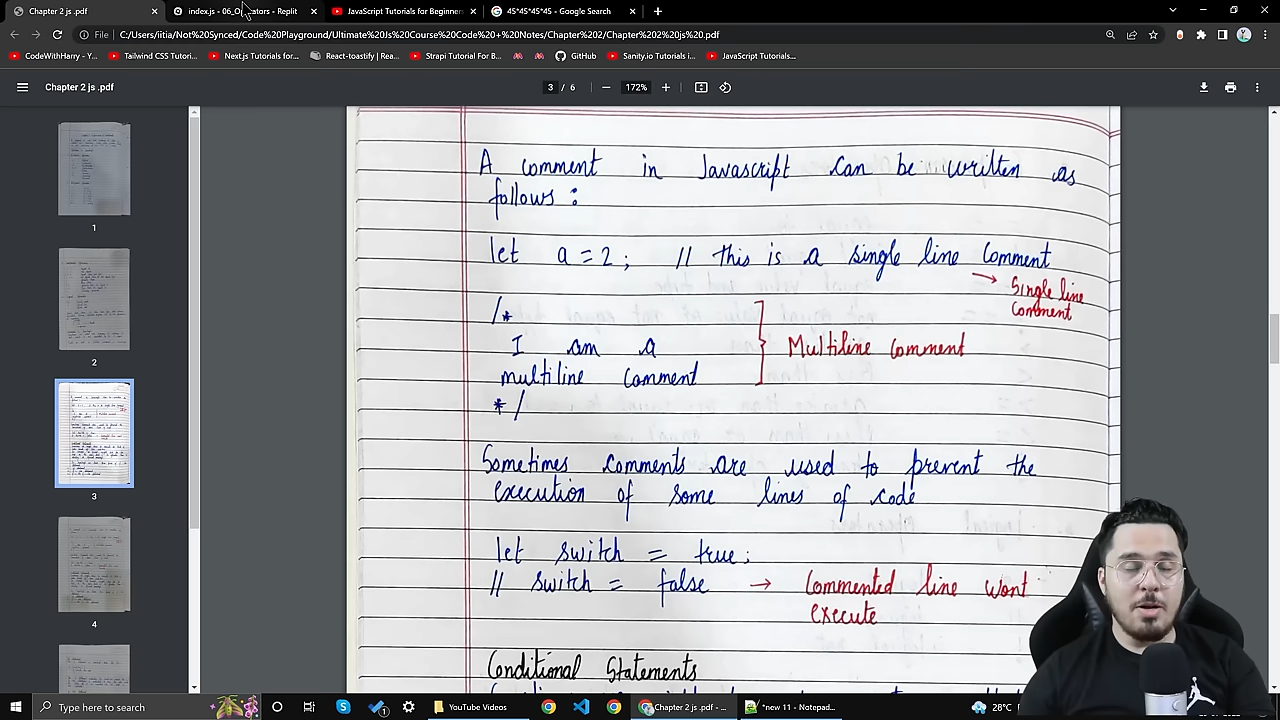 Chapter 2 js .pdf
index.js - 06_O
ators - Replit
JavaScript Tutorials for Beginner
45*45*45*45 - Google Search
File
C:/Users/iitia/Not%20Synced/Code%20Playground/Ultimate%20Js%20Course%20Code%20+%20Notes/Chapter%202/Chapter%202%20js%20.pdf
CodeWithHarry - Y...
Tailwind CSS Tutori...
Next.js Tutorials for...
React-toastify | Rea...
Strapi Tutorial For B...
GitHub
Sanity.io Tutorials i...
JavaScript Tutorials...
Chapter 2 js .pdf
3 / 6
172%
A comment in Javascript can be written as
follows :
let a = 2 ; // this is a single line comment
→ Single line
comment
/*
I am a
multiline comment
*/
Multiline comment
Sometimes comments are used to prevent the
execution of some lines of code
let switch = true;
// switch = false → Commented line wont
execute
Conditional Statements
1
2
3
4
Type here to search
YouTube Videos
Chapter 2 js .pdf - ...
*new 11 - Notepad...
28°C